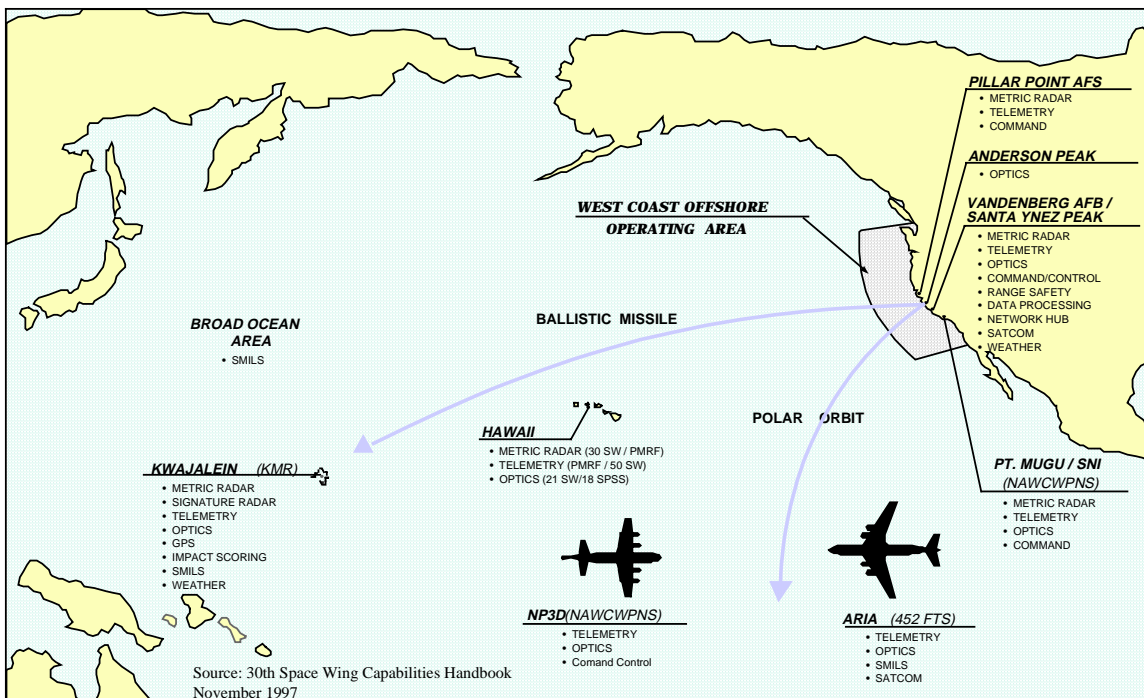 PILLAR POINT AFS
• METRIC RADAR
• TELEMETRY
• COMMAND
ANDERSON PEAK
• OPTICS
VANDENBERG AFB /
SANTA YNEZ PEAK
• METRIC RADAR
• TELEMETRY
• OPTICS
• COMMAND/CONTROL
• RANGE SAFETY
• DATA PROCESSING
• NETWORK HUB
• SATCOM
• WEATHER
WEST COAST OFFSHORE
OPERATING AREA
BROAD OCEAN
AREA
• SMILS
BALLISTIC MISSILE
POLAR ORBIT
HAWAII
• METRIC RADAR (30 SW / PMRF)
• TELEMETRY (PMRF / 50 SW)
• OPTICS (21 SW/18 SPSS)
KWAJALEIN (KMR)
• METRIC RADAR
• SIGNATURE RADAR
• TELEMETRY
• OPTICS
• GPS
• IMPACT SCORING
• SMILS
• WEATHER
PT. MUGU / SNI
(NAWCWPNS)
• METRIC RADAR
• TELEMETRY
• OPTICS
• COMMAND
NP3D(NAWCWPNS)
• TELEMETRY
• OPTICS
• Comand Control
ARIA (452 FTS)
• TELEMETRY
• OPTICS
• SMILS
• SATCOM
Source: 30th Space Wing Capabilities Handbook
November 1997